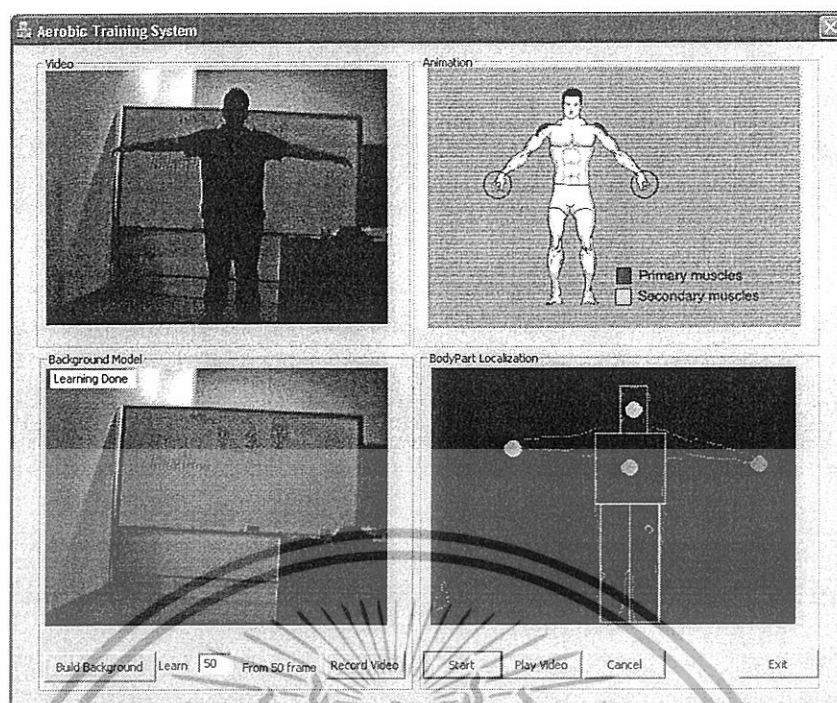 Aerobic Training System
Video
Animation
Primary muscles
Secondary muscles
Background Model
Learning Done
BodyPart Localization
Build Background
Learn
50
From 50 frame
Record Video
Start
Play Video
Cancel
Exit